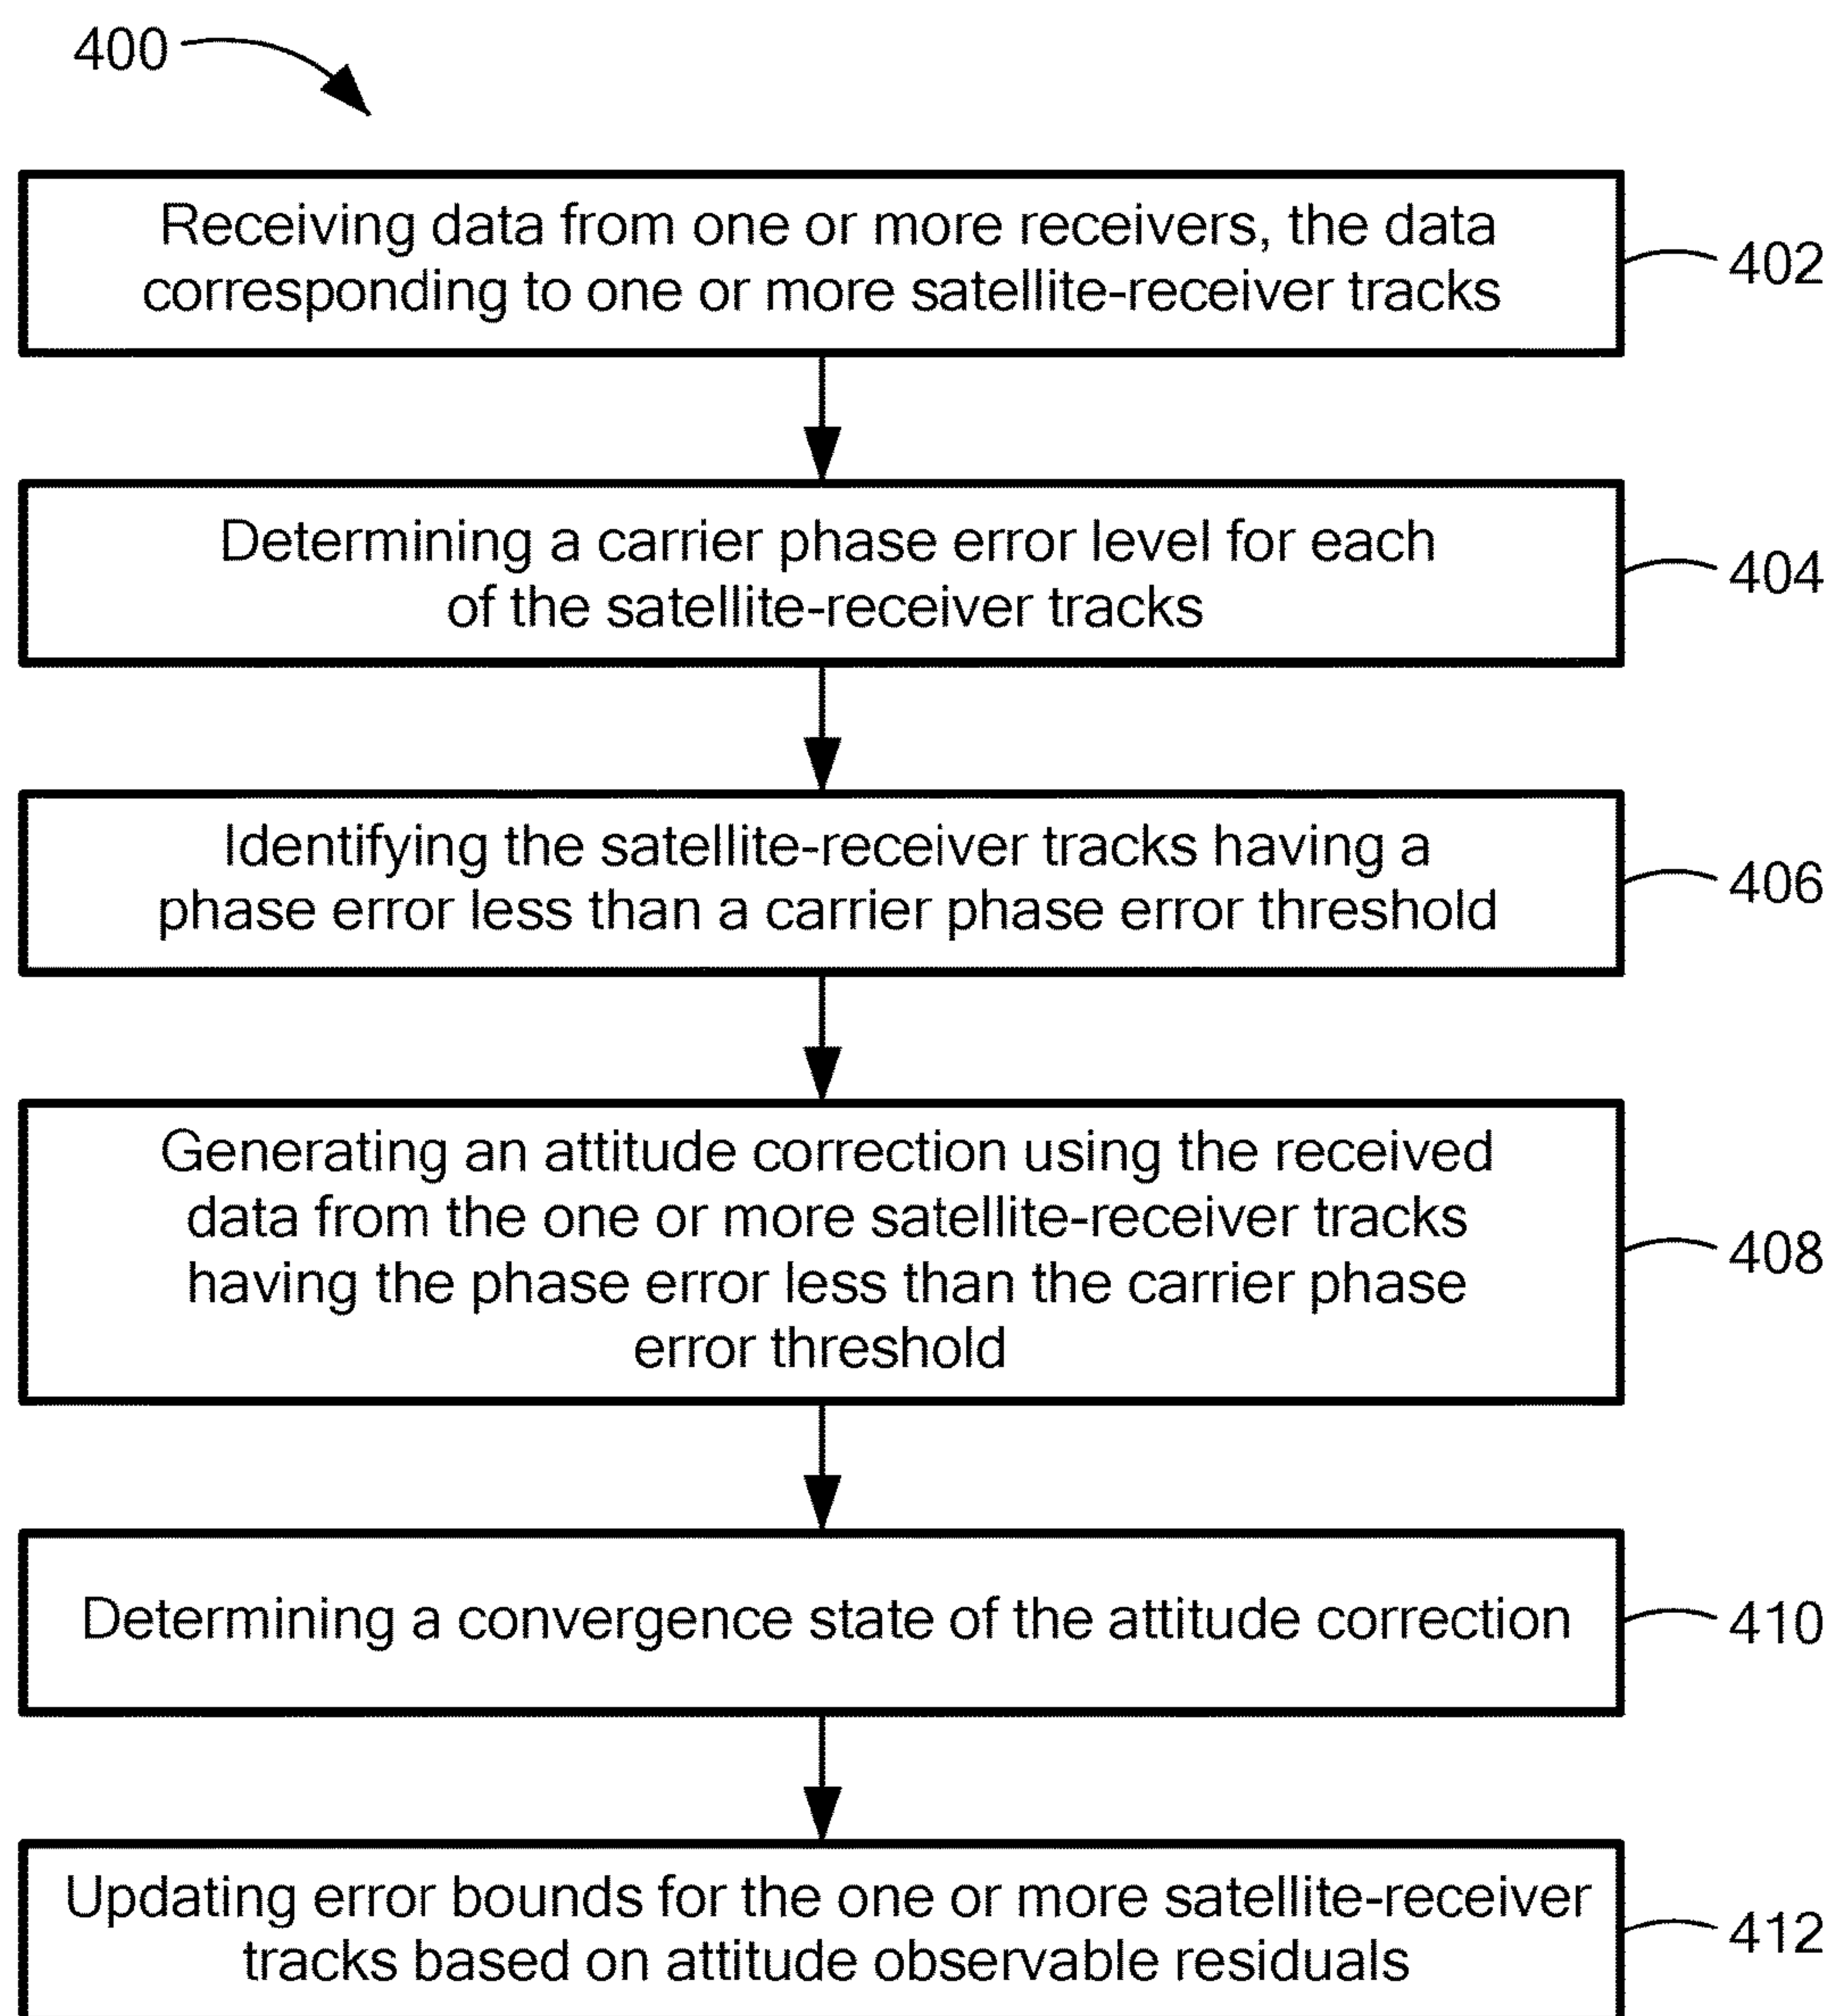 400
Receiving data from one or more receivers, the data
corresponding to one or more satellite-receiver tracks
402
Determining a carrier phase error level for each
of the satellite-receiver tracks
404
Identifying the satellite-receiver tracks having a
phase error less than a carrier phase error threshold
406
Generating an attitude correction using the received
data from the one or more satellite-receiver tracks
having the phase error less than the carrier phase
error threshold
408
Determining a convergence state of the attitude correction
410
Updating error bounds for the one or more satellite-receiver
tracks based on attitude observable residuals
412